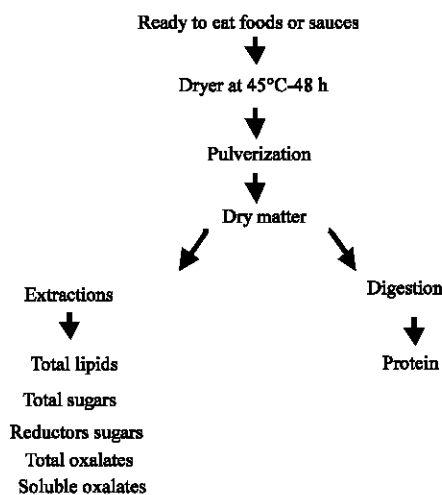 Ready to eat foods or sauces
Dryer at 45°C-48 h
Pulverization
Dry matter
Extractions
Digestion
Total lipids
Protein
Total sugars
Reductors sugars
Total oxalates
Soluble oxalates